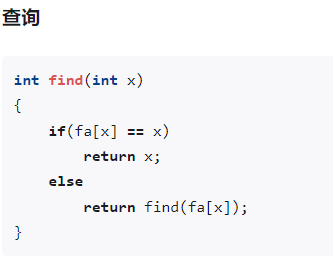 查询
int find(int x)
{
    if(fa[x] == x)
        return x;
    else
        return find(fa[x]);
}